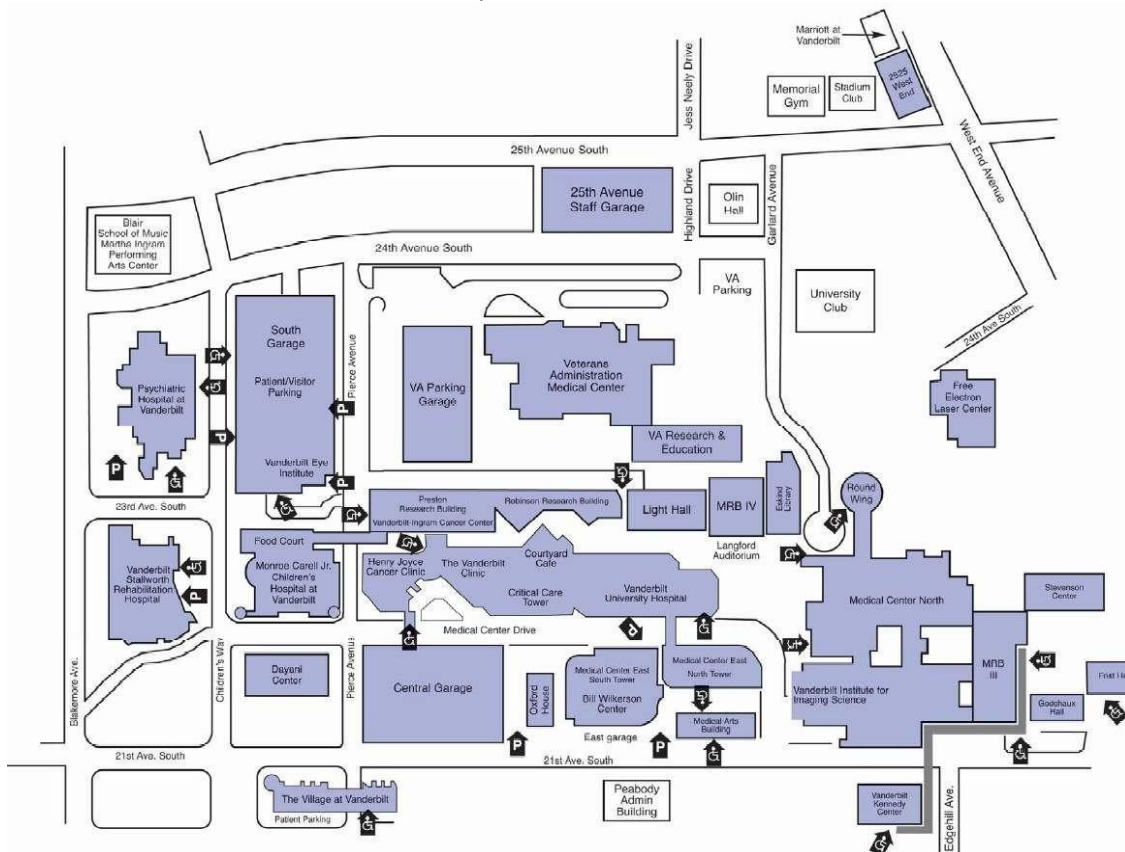 Marriott at
Vanderbilt
2525
West
End
Memorial
Gym
Stadium
Club
Jess Neely Drive
West End Avenue
25th Avenue South
25th Avenue
Staff Garage
Highland Drive
Olin
Hall
Garland Avenue
Blair
School of Music
Martha Ingram
Performing
Arts Center
24th Avenue South
VA
Parking
University
Club
24th Ave South
South
Garage
Patient/Visitor
Parking
Vanderbilt Eye
Institute
Pierce Avenue
Psychiatric
Hospital at
Vanderbilt
P
P
P
P
VA Parking
Garage
Veterans
Administration
Medical Center
VA Research &
Education
Free
Electron
Laser Center
23rd Ave. South
Preston
Research Building
Vanderbilt-Ingram Cancer Center
Robinson Research Building
Light Hall
MRB IV
Eskind
Library
Round
Wing
Langford
Auditorium
Food Court
Monroe Carell Jr.
Children's
Hospital at
Vanderbilt
Henry Joyce
Cancer Clinic
The Vanderbilt
Clinic
Courtyard
Cafe
Critical Care
Tower
Vanderbilt
University Hospital
Vanderbilt
Stallworth
Rehabilitation
Hospital
P
Medical Center North
Stevenson
Center
Medical Center Drive
P
Blakemore Ave.
Children's Way
Dayani
Center
Pierce Avenue
Central Garage
Oxford
House
Medical Center East
South Tower
Bill Wilkerson
Center
Medical Center East
North Tower
Medical Arts
Building
East garage
P
P
Vanderbilt Institute for
Imaging Science
MRB
III
Godchaux
Hall
Frist H
21st Ave. South
21st Ave. South
The Village at Vanderbilt
Patient Parking
Peabody
Admin
Building
Vanderbilt
Kennedy
Center
Edgehill Ave.